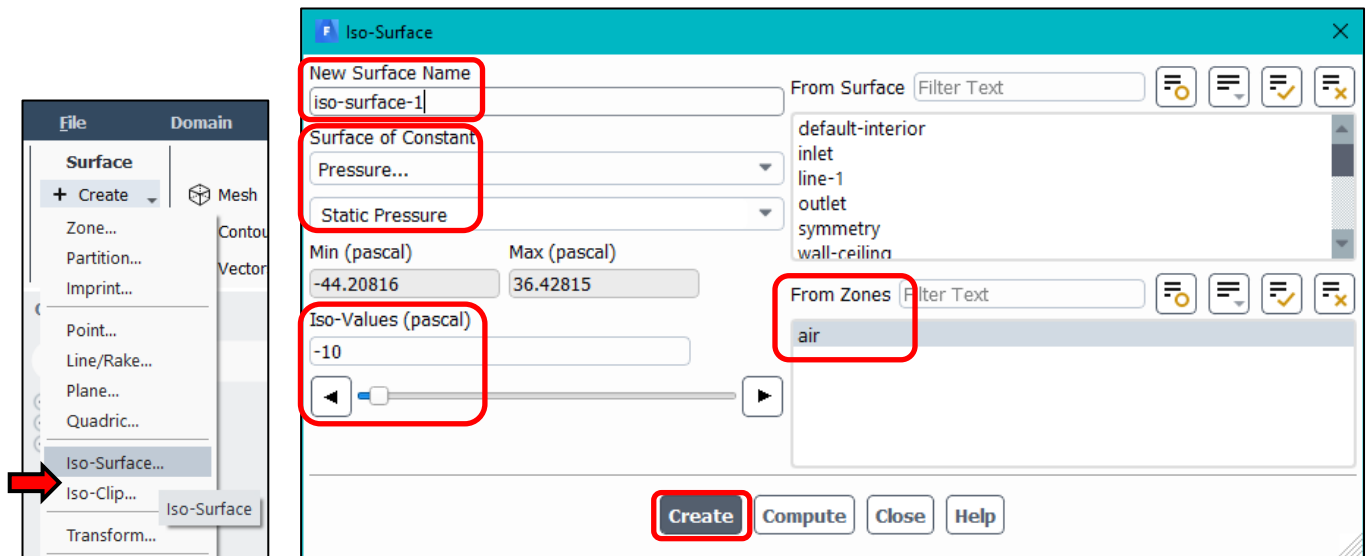 File Domain
Surface
+ Create
Mesh
Zone...
Contou
Partition...
Vector
Imprint...
Point...
Line/Rake...
Plane...
Quadric...
Iso-Surface...
Iso-Clip...
Iso-Surface
Transform...
F Iso-Surface
New Surface Name
iso-surface-1
Surface of Constant
Pressure...
Static Pressure
Min (pascal) Max (pascal)
-44.20816 36.42815
Iso-Values (pascal)
-10
From Surface Filter Text
default-interior
inlet
line-1
outlet
symmetry
wall-ceiling
From Zones Filter Text
air
Create Compute Close Help